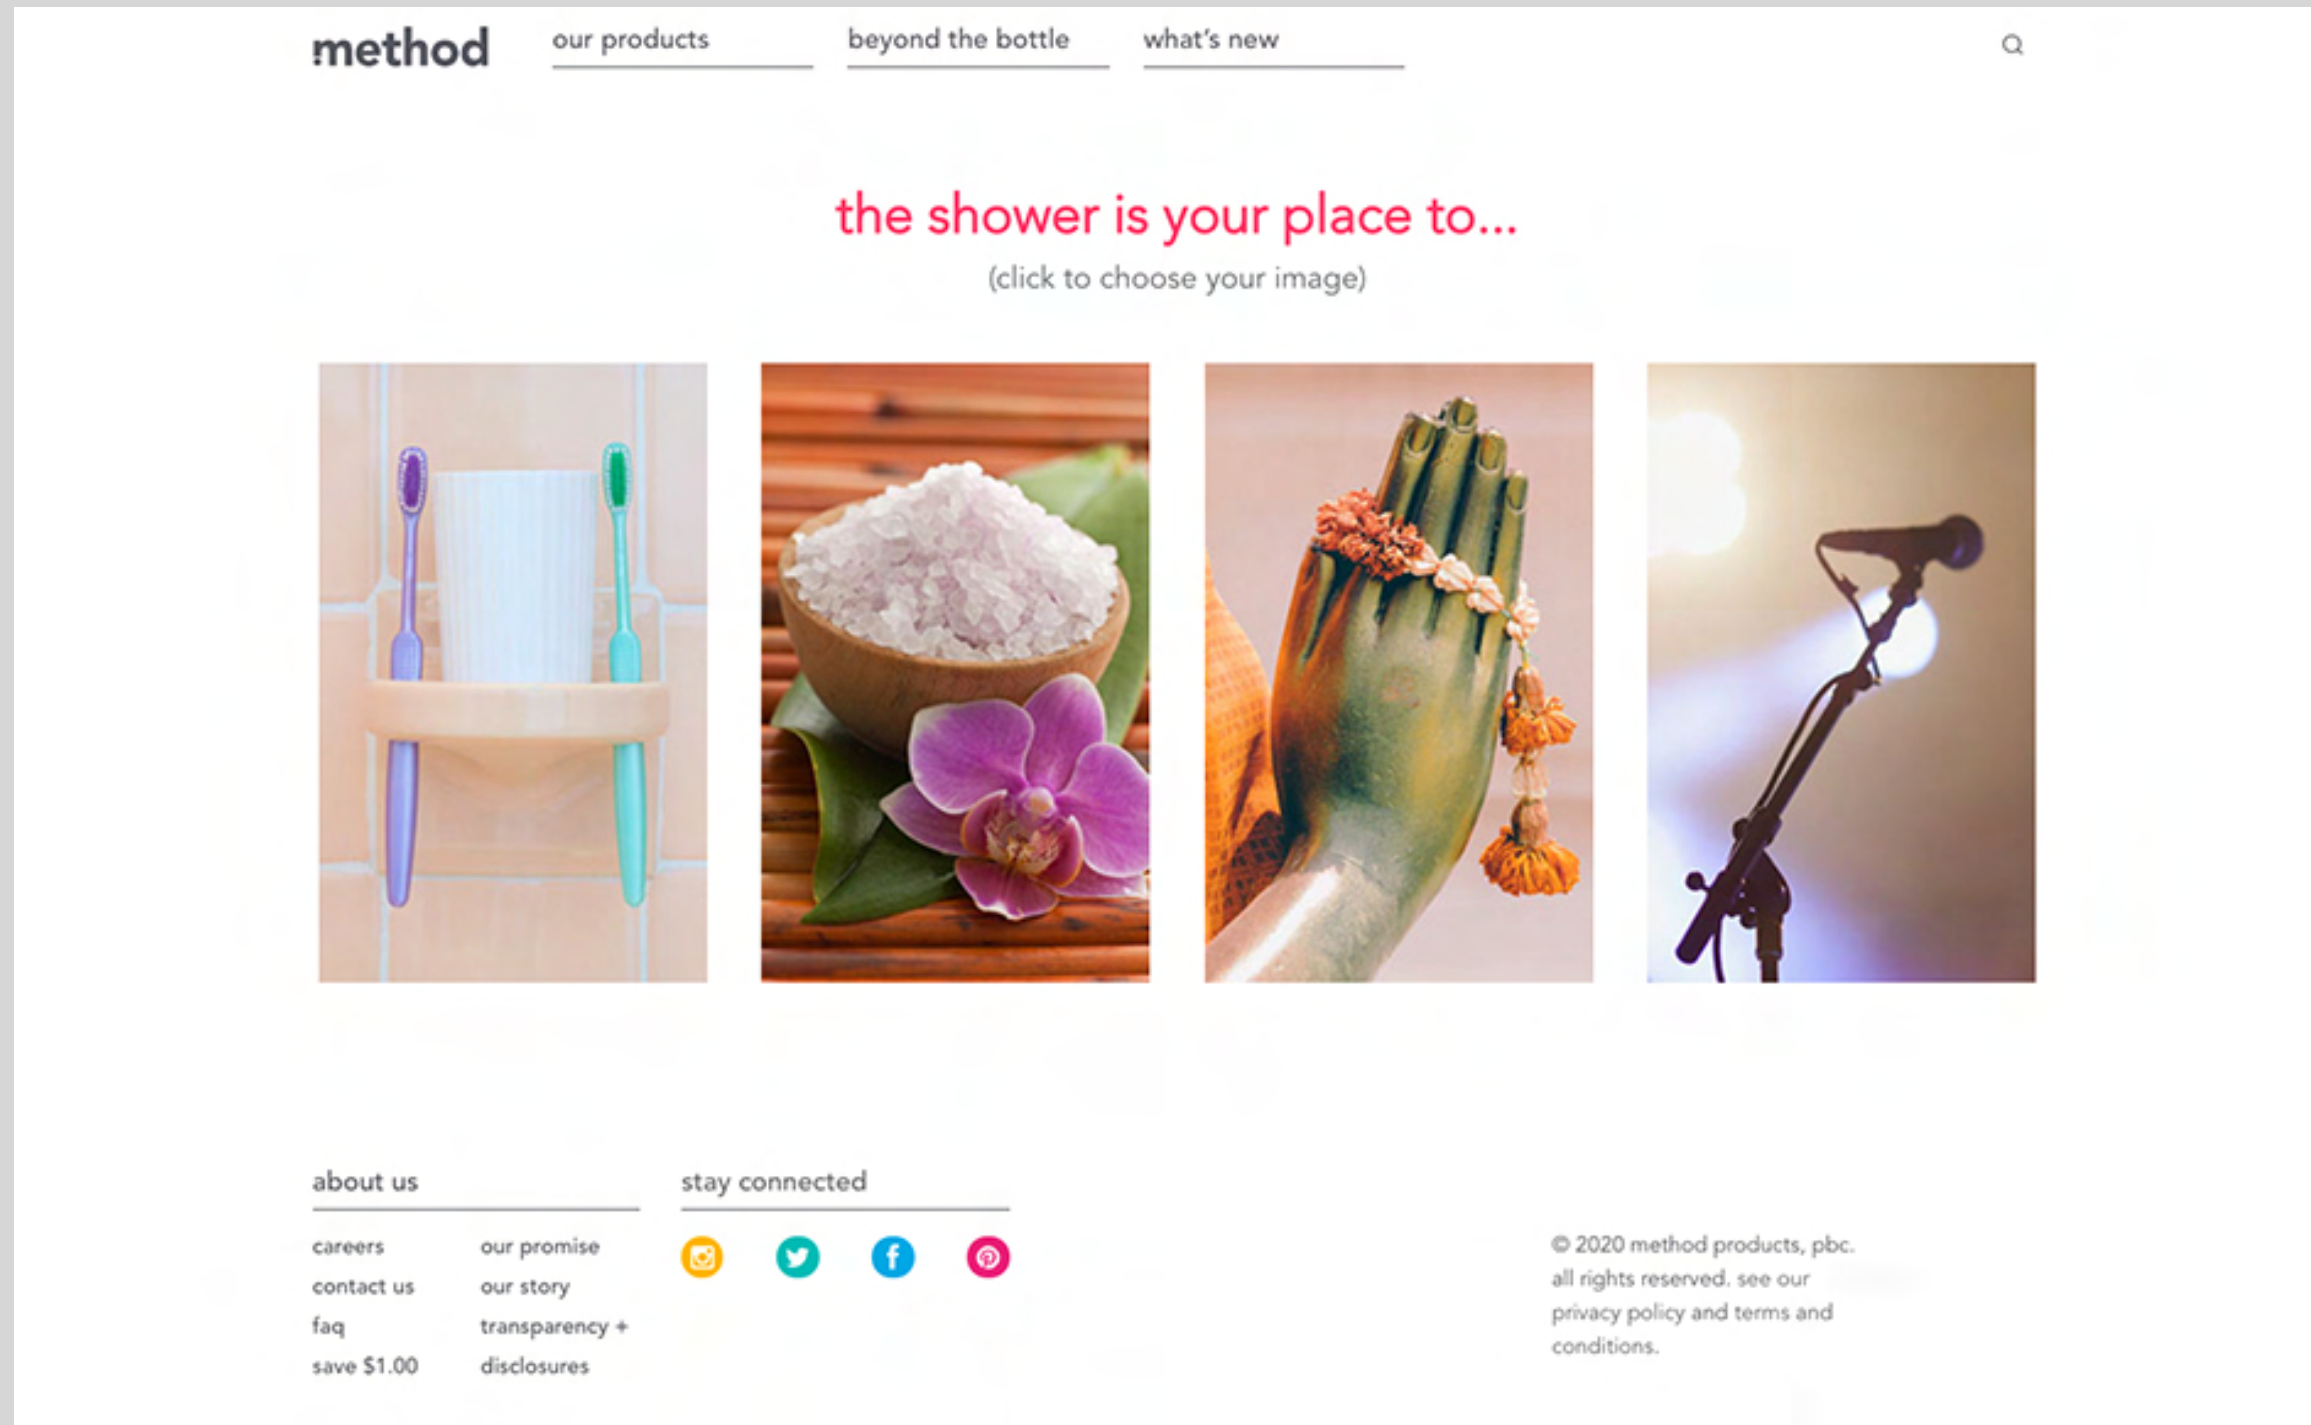 method
our products
beyond the bottle
what's new
the shower is your place to...
(click to choose your image)
about us
careers
contact us
faq
save $1.00
our promise
our story
transparency +
disclosures
stay connected
© 2020 method products, pbc.
all rights reserved. see our
privacy policy and terms and
conditions.